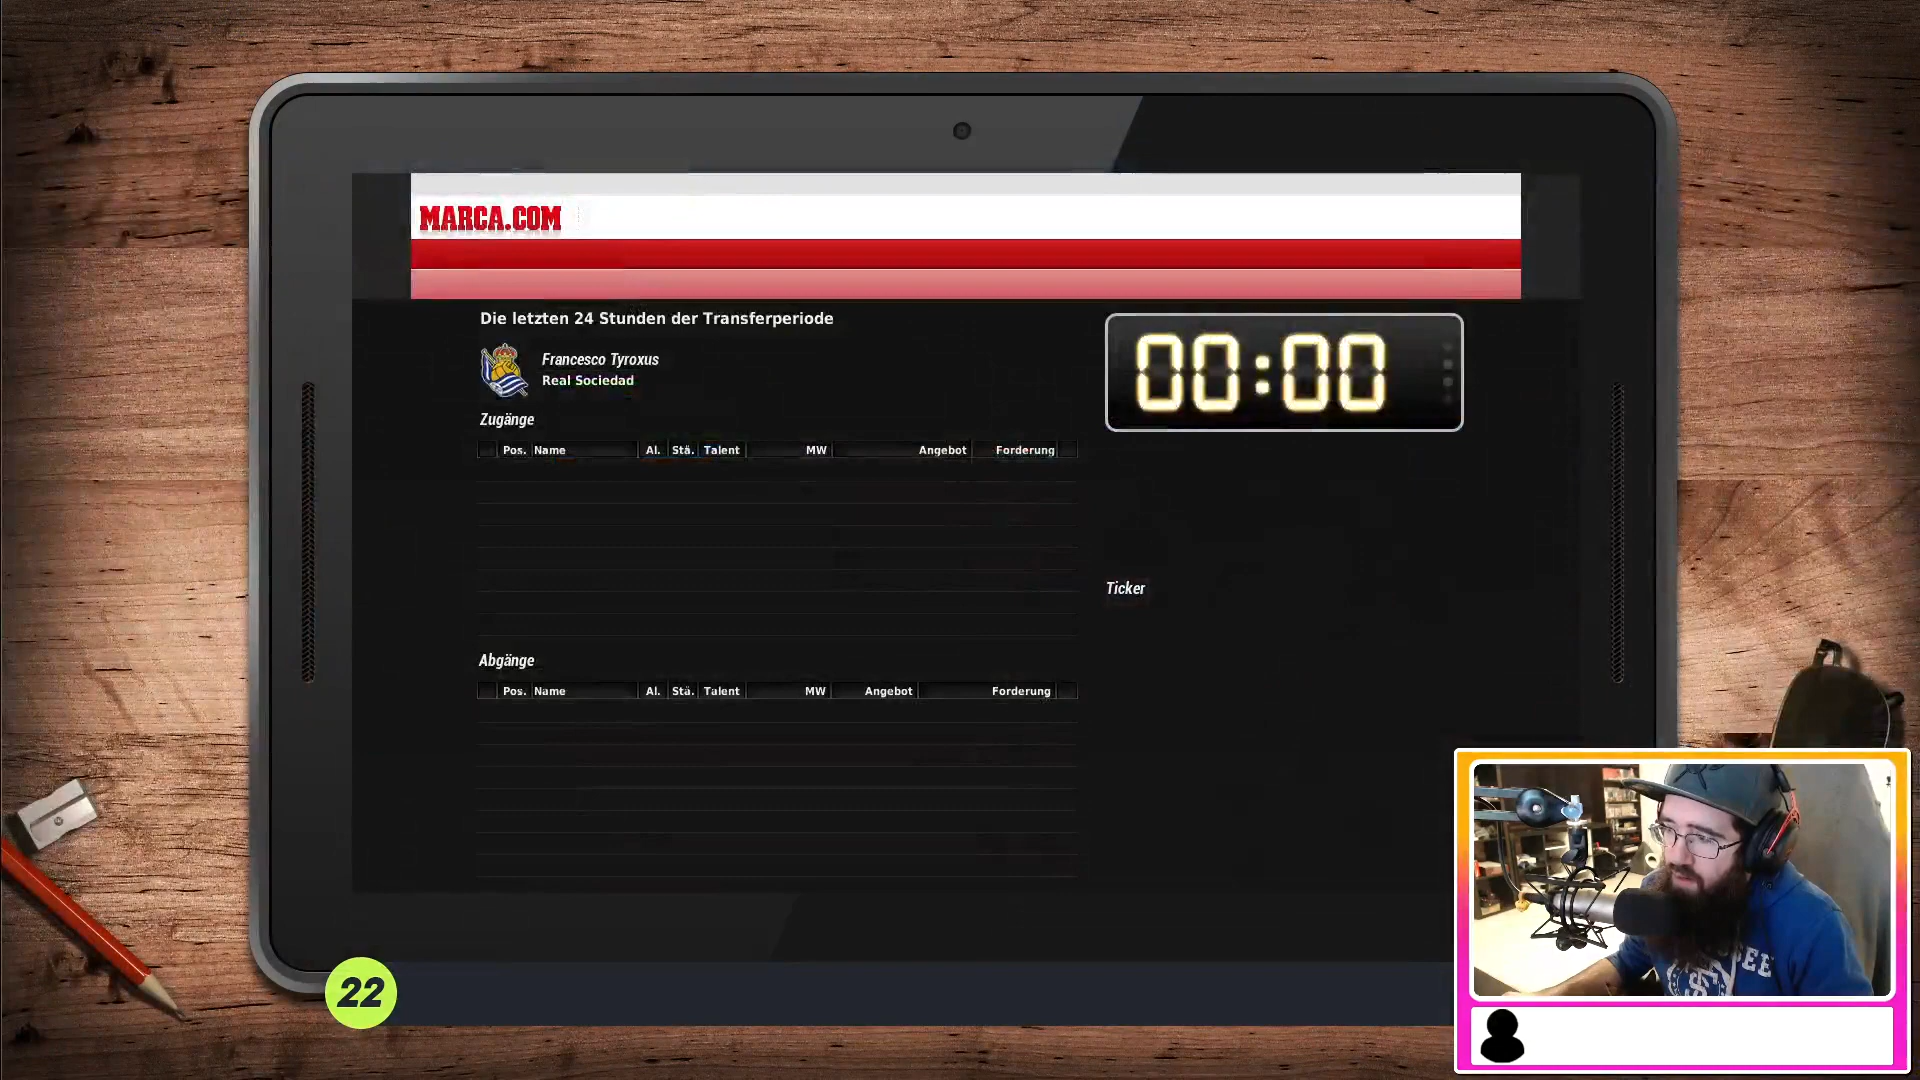 MARCA.COM
Die letzten 24 Stunden der Transferperiode
Francesco Tyroxus
Real Sociedad
00:00
Zugänge
Pos. Name Al. Stä. Talent MW Angebot Forderung
Ticker
Abgänge
Pos. Name Al. Stä. Talent MW Angebot Forderung
22